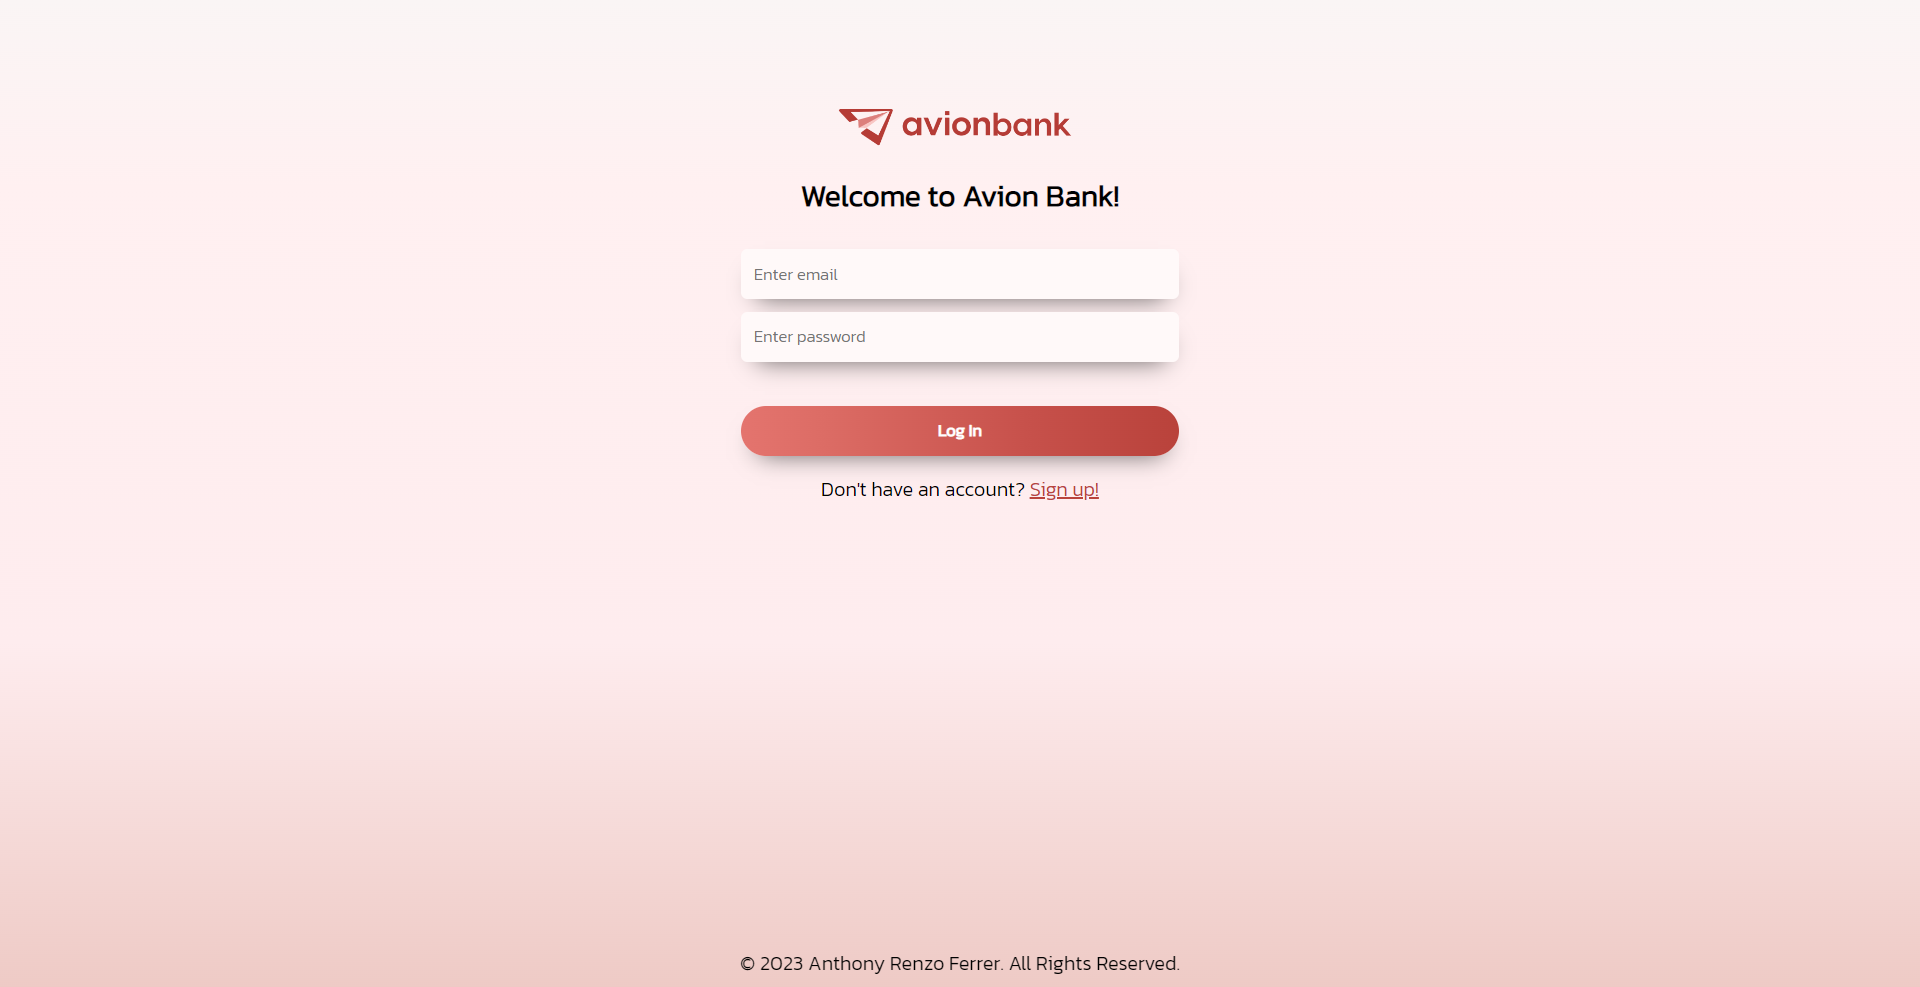 avionbank
Welcome to Avion Bank!
Enter email
Enter password
Log In
Don't have an account? Sign up!
© 2023 Anthony Renzo Ferrer. All Rights Reserved.